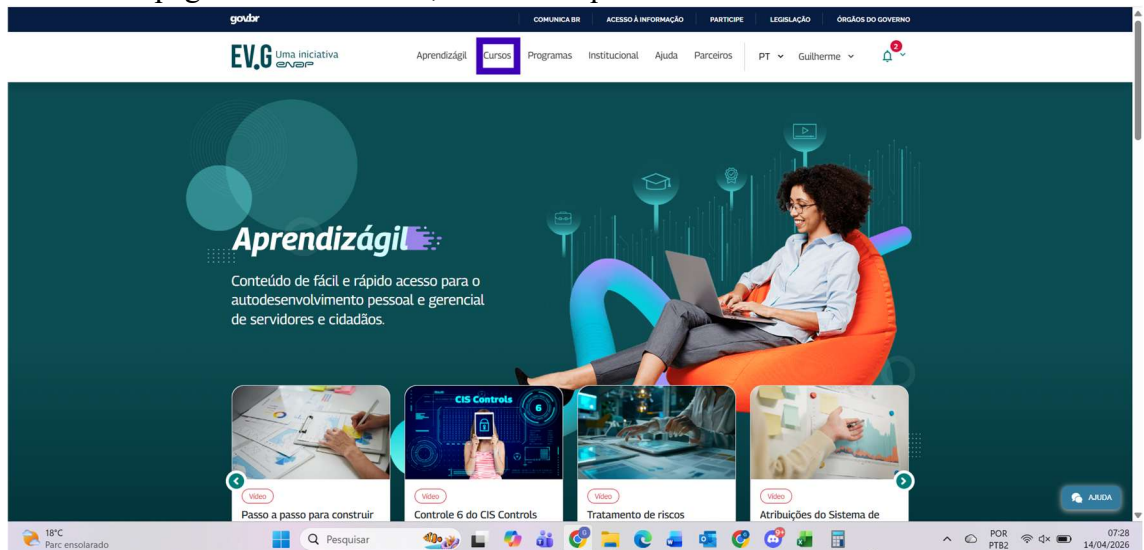 gov.br COMUNICA BR ACESSO À INFORMAÇÃO PARTICIPE LEGISLAÇÃO ÓRGÃOS DO GOVERNO
EV.G Uma iniciativa
enap
Aprendizágil Cursos Programas Institucional Ajuda Parceiros PT Guilherme 2
Aprendizágil
Conteúdo de fácil e rápido acesso para o
autodesenvolvimento pessoal e gerencial
de servidores e cidadãos.
CIS Controls
6
Vídeo Vídeo Vídeo Vídeo
Passo a passo para construir Controle 6 do CIS Controls Tratamento de riscos Atribuições do Sistema de
AJUDA
18°C
Parc ensolarado
Pesquisar
POR
PTB2
07:28
14/04/2026